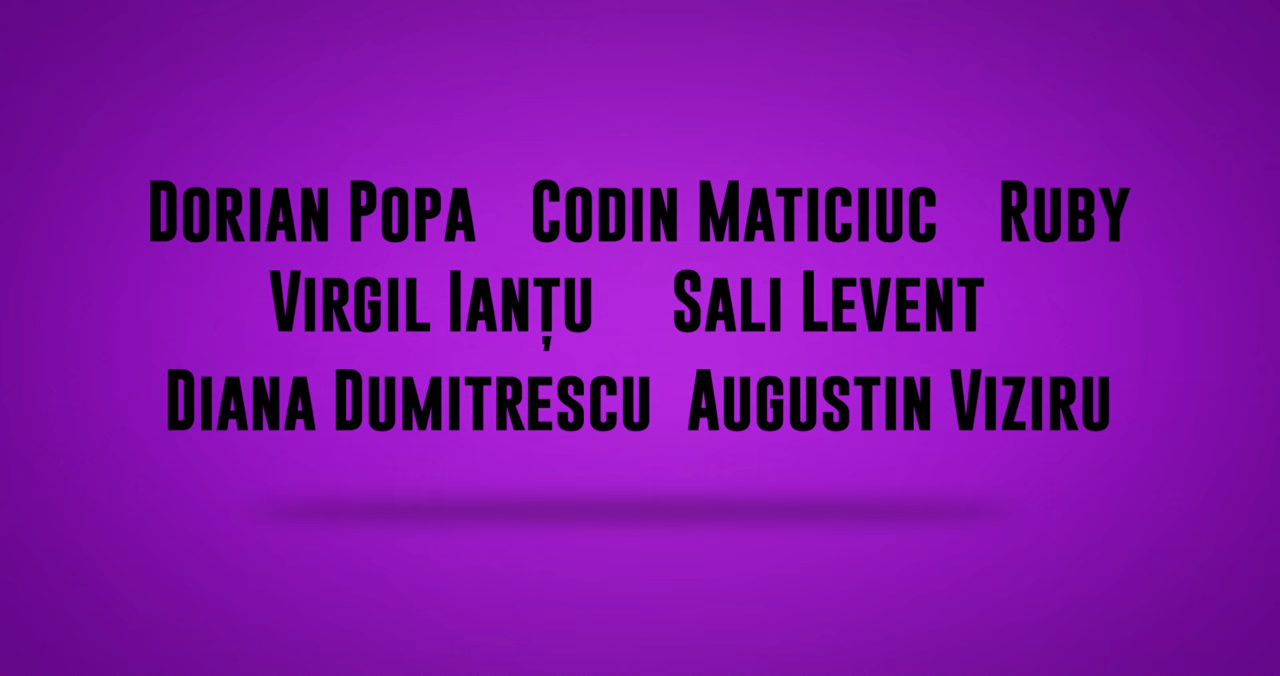 Dorian Popa Codin Maticiuc Ruby
Virgil Ianțu Sali Levent
Diana Dumitrescu Augustin Viziru